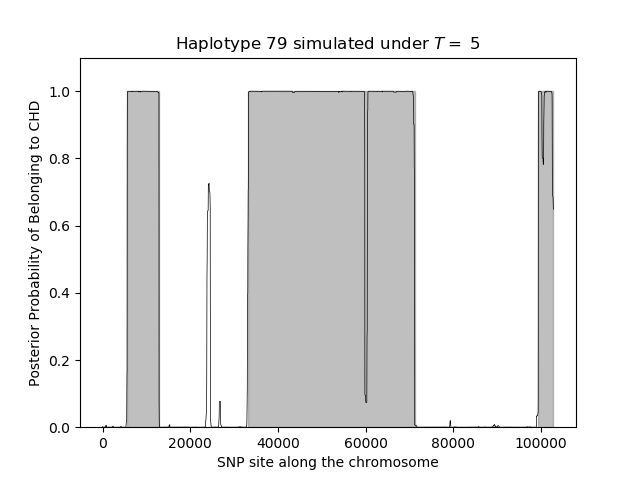 Haplotype 79 simulated under T = 5
Posterior Probability of Belonging to CHD
1.0
0.8
0.6
0.4
0.2
0.0
0 20000 40000 60000 80000 100000
SNP site along the chromosome